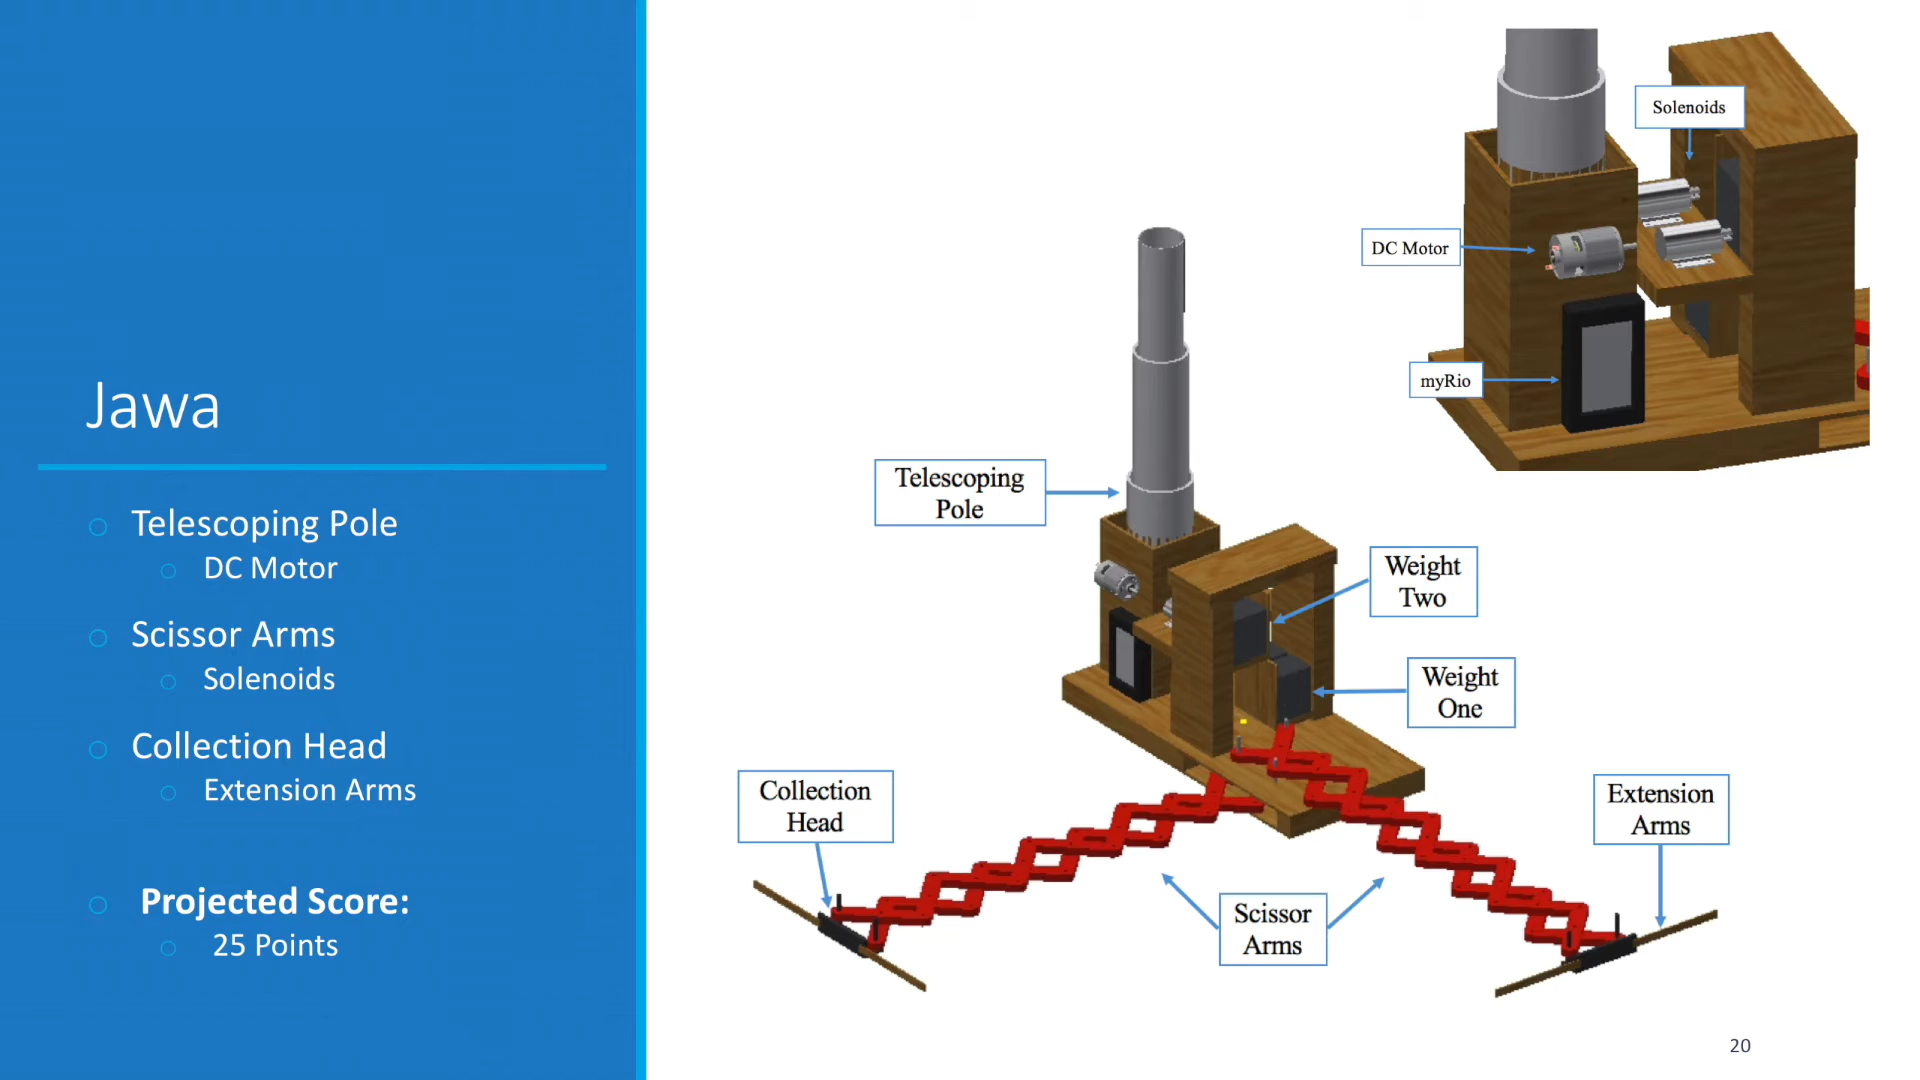 Jawa
Telescoping Pole
DC Motor
Scissor Arms
Solenoids
Collection Head
Extension Arms
Projected Score:
25 Points
Solenoids
DC Motor
myRio
Telescoping
Pole
Weight
Two
Weight
One
Collection
Head
Extension
Arms
Scissor
Arms
20